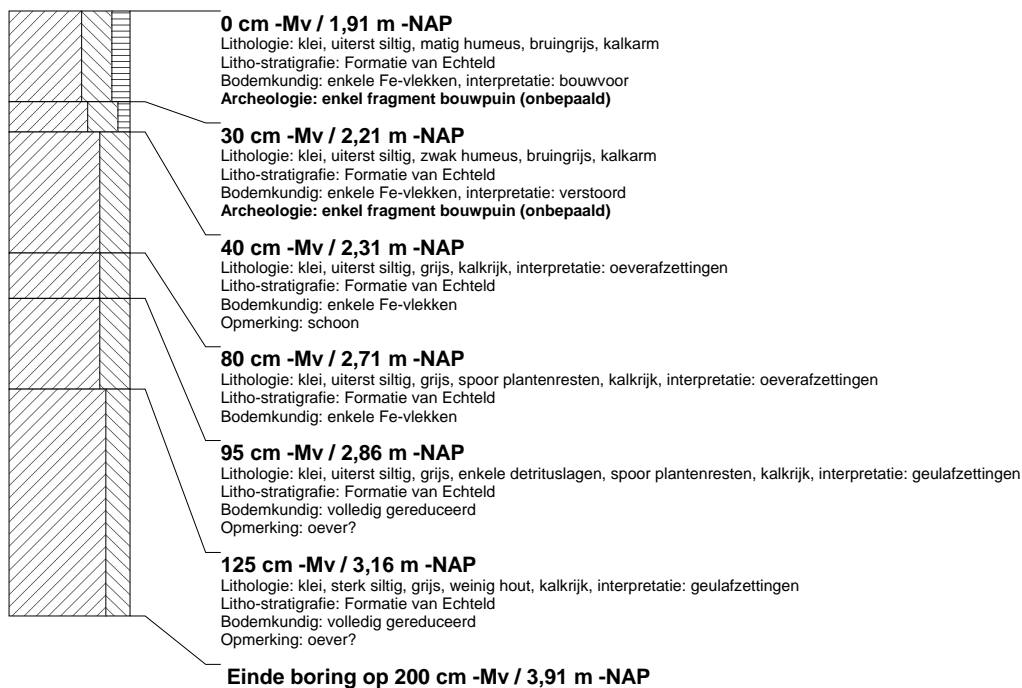 0 cm -Mv / 1,91 m -NAP
Lithologie: klei, uiterst siltig, matig humeus, bruingrijs, kalkarm
Litho-stratigrafie: Formatie van Echteld
Bodemkundig: enkele Fe-vlekken, interpretatie: bouwvoor
Archeologie: enkel fragment bouwpuin (onbepaald)
30 cm -Mv / 2,21 m -NAP
Lithologie: klei, uiterst siltig, zwak humeus, bruingrijs, kalkarm
Litho-stratigrafie: Formatie van Echteld
Bodemkundig: enkele Fe-vlekken, interpretatie: verstoord
Archeologie: enkel fragment bouwpuin (onbepaald)
40 cm -Mv / 2,31 m -NAP
Lithologie: klei, uiterst siltig, grijs, kalkrijk, interpretatie: oeverafzettingen
Litho-stratigrafie: Formatie van Echteld
Bodemkundig: enkele Fe-vlekken
Opmerking: schoon
80 cm -Mv / 2,71 m -NAP
Lithologie: klei, uiterst siltig, grijs, spoor plantenresten, kalkrijk, interpretatie: oeverafzettingen
Litho-stratigrafie: Formatie van Echteld
Bodemkundig: enkele Fe-vlekken
95 cm -Mv / 2,86 m -NAP
Lithologie: klei, uiterst siltig, grijs, enkele detrituslagen, spoor plantenresten, kalkrijk, interpretatie: geulafzettingen
Litho-stratigrafie: Formatie van Echteld
Bodemkundig: volledig gereduceerd
Opmerking: oever?
125 cm -Mv / 3,16 m -NAP
Lithologie: klei, sterk siltig, grijs, weinig hout, kalkrijk, interpretatie: geulafzettingen
Litho-stratigrafie: Formatie van Echteld
Bodemkundig: volledig gereduceerd
Opmerking: oever?
Einde boring op 200 cm -Mv / 3,91 m -NAP